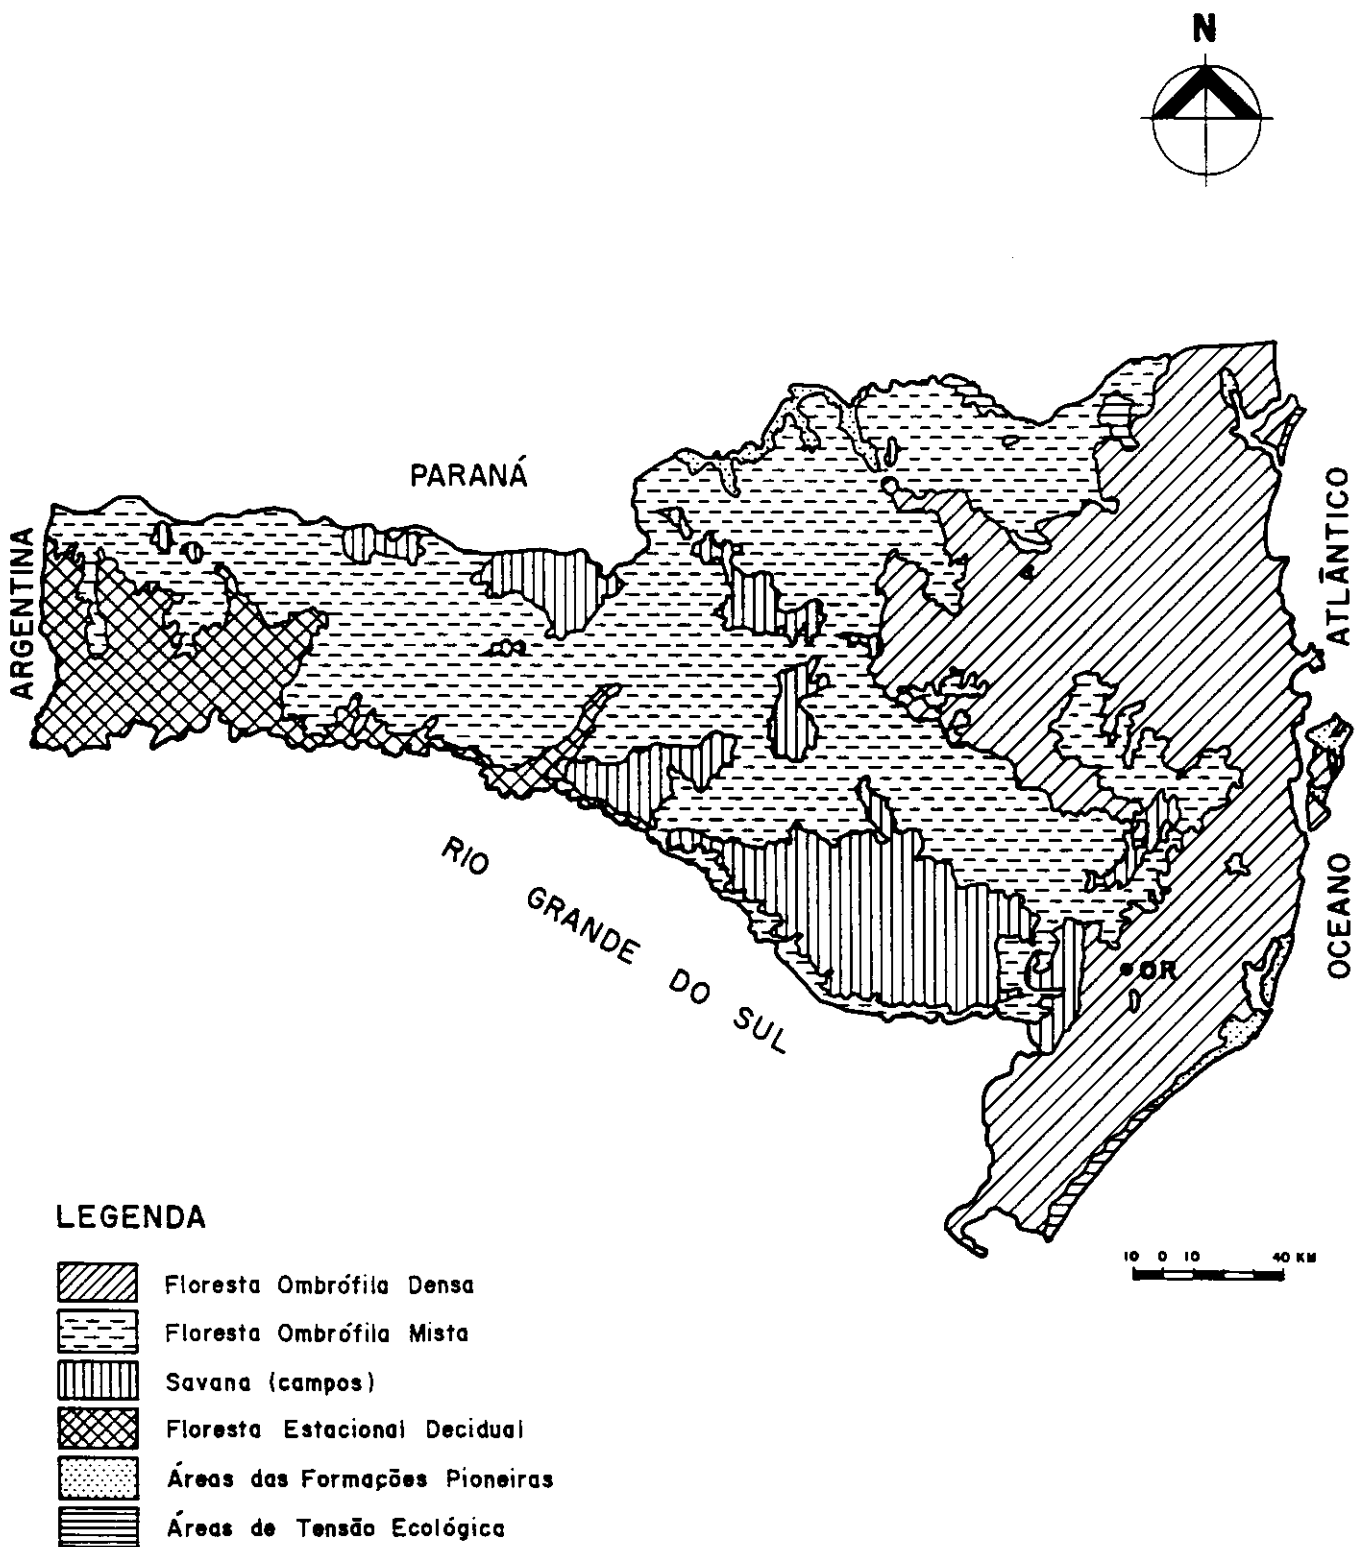 N
PARANÁ
ARGENTINA
ATLÂNTICO
OCEANO
RIO GRANDE DO SUL
OR
LEGENDA
10 0 10 40 KM
Floresta Ombrófila Densa
Floresta Ombrófila Mista
Savana (campos)
Floresta Estacional Decidual
Áreas das Formações Pioneiras
Áreas de Tensão Ecológica